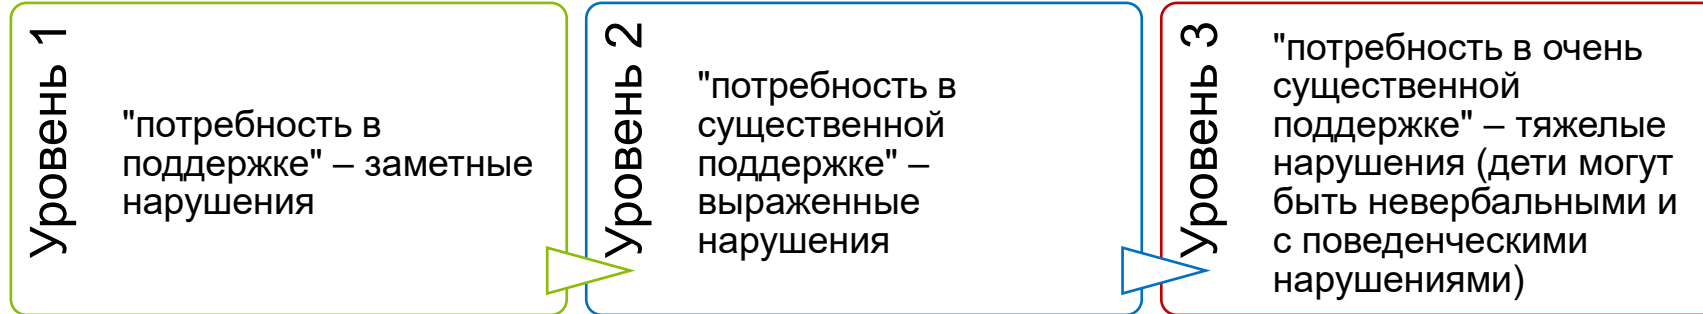 Уровень 1
"потребность в
поддержке" – заметные
нарушения
Уровень 2
"потребность в
существенной
поддержке" –
выраженные
нарушения
Уровень 3
"потребность в очень
существенной
поддержке" – тяжелые
нарушения (дети могут
быть невербальными и
с поведенческими
нарушениями)